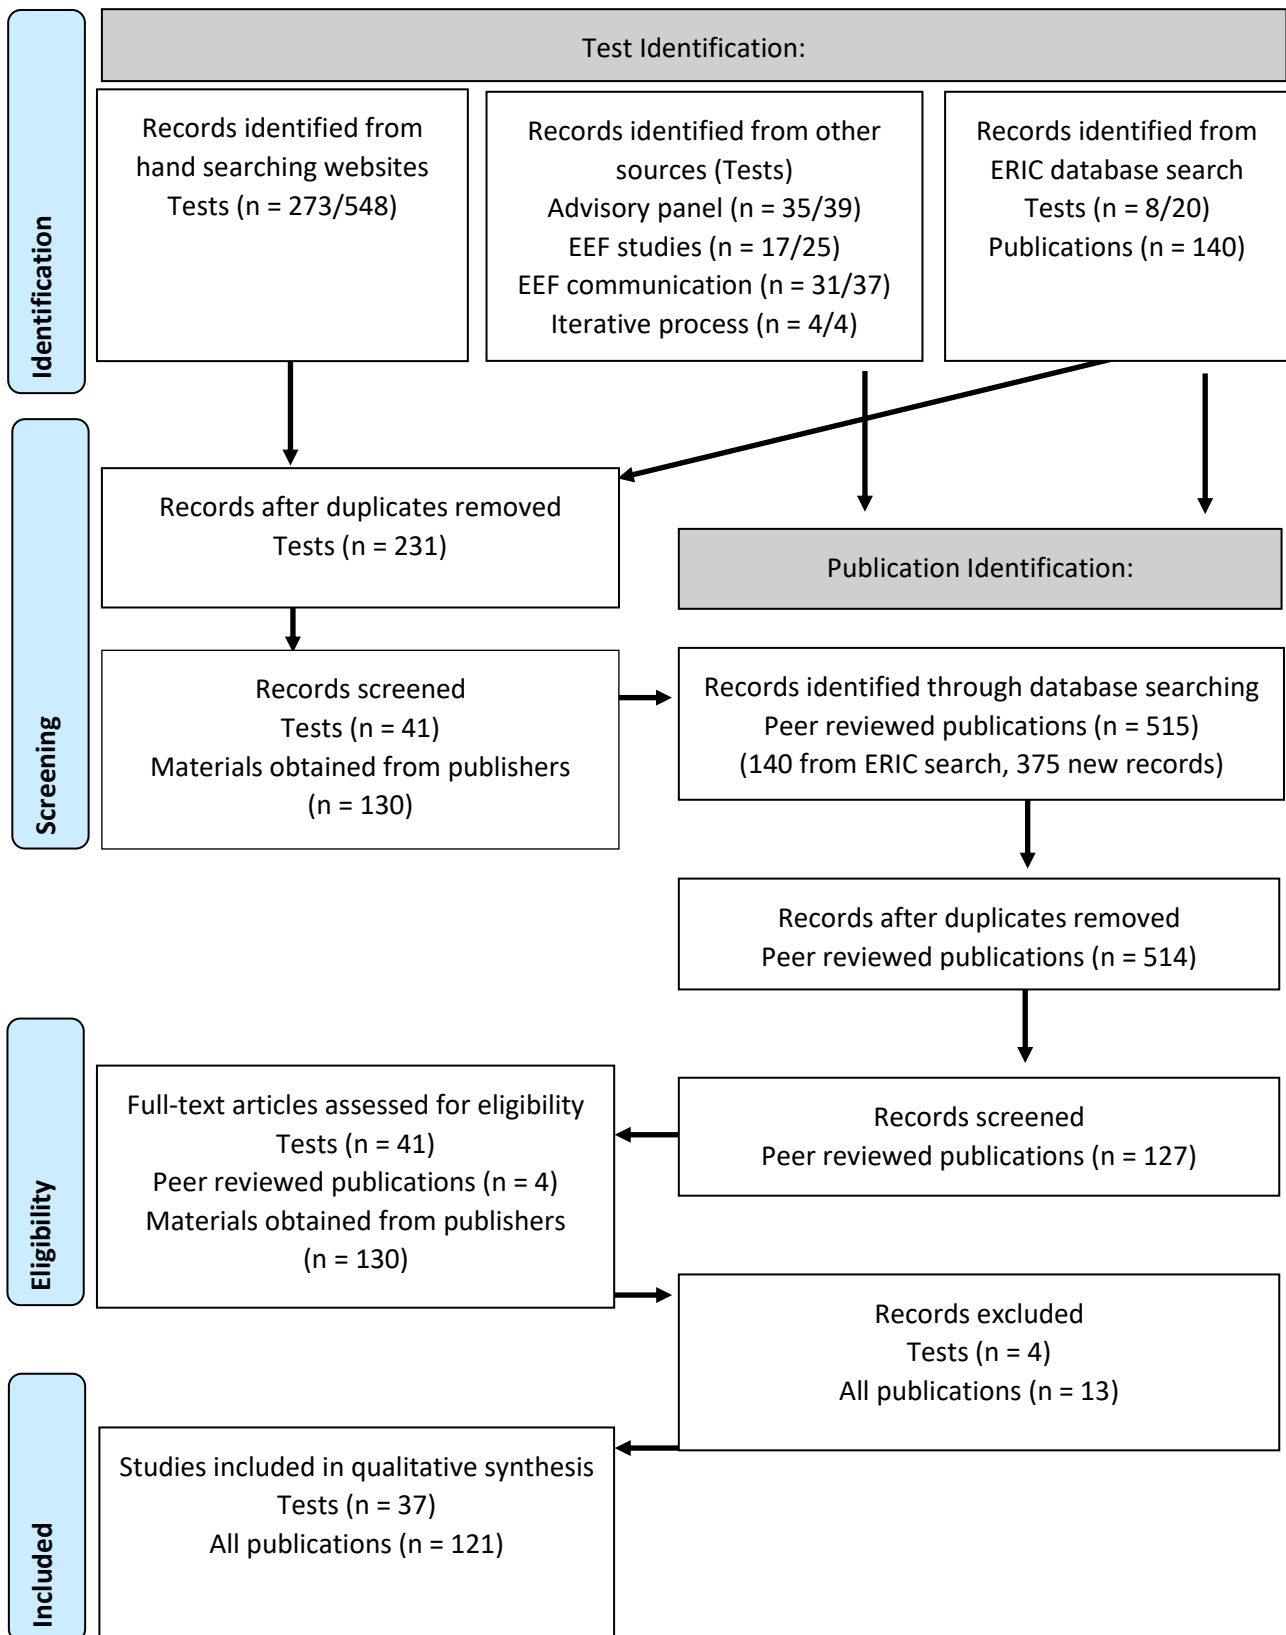 Identification
Test Identification:
Records identified from
hand searching websites
Tests (n = 273/548)
Records identified from other
sources (Tests)
Advisory panel (n = 35/39)
EEF studies (n = 17/25)
EEF communication (n = 31/37)
Iterative process (n = 4/4)
Records identified from
ERIC database search
Tests (n = 8/20)
Publications (n = 140)
Screening
Records after duplicates removed
Tests (n = 231)
Publication Identification:
Records screened
Tests (n = 41)
Materials obtained from publishers
(n = 130)
Records identified through database searching
Peer reviewed publications (n = 515)
(140 from ERIC search, 375 new records)
Records after duplicates removed
Peer reviewed publications (n = 514)
Records screened
Peer reviewed publications (n = 127)
Eligibility
Full-text articles assessed for eligibility
Tests (n = 41)
Peer reviewed publications (n = 4)
Materials obtained from publishers
(n = 130)
Records excluded
Tests (n = 4)
All publications (n = 13)
Included
Studies included in qualitative synthesis
Tests (n = 37)
All publications (n = 121)